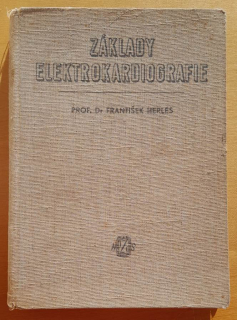 ZÁKLADY
ELEKTROKARDIOGRAFIE
PROF. Dr FRANTIŠEK HERLES